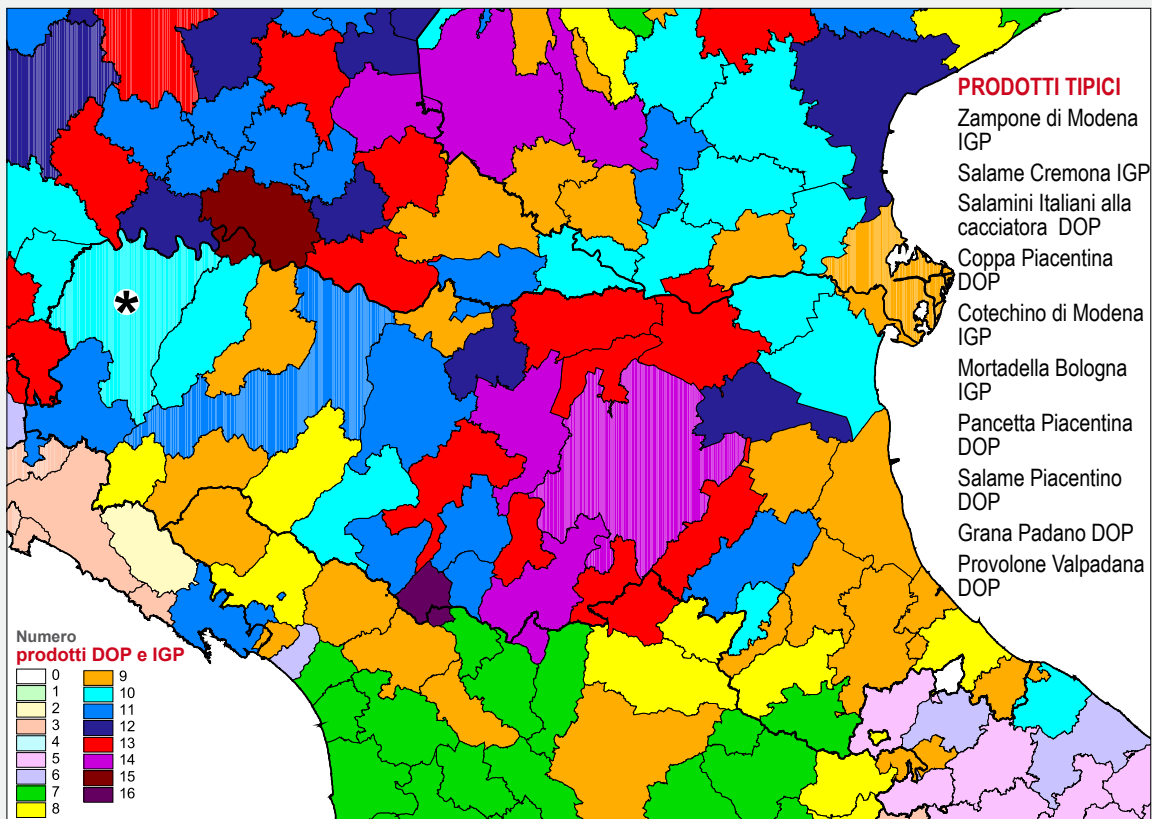 PRODOTTI TIPICI
Zampone di Modena
IGP
Salame Cremona IGP
Salamini Italiani alla
cacciatora DOP
Coppa Piacentina
DOP
Cotechino di Modena
IGP
Mortadella Bologna
IGP
Pancetta Piacentina
DOP
Salame Piacentino
DOP
Grana Padano DOP
Provolone Valpadana
DOP
*
Numero
prodotti DOP e IGP
0
1
2
3
4
5
6
7
8
9
10
11
12
13
14
15
16